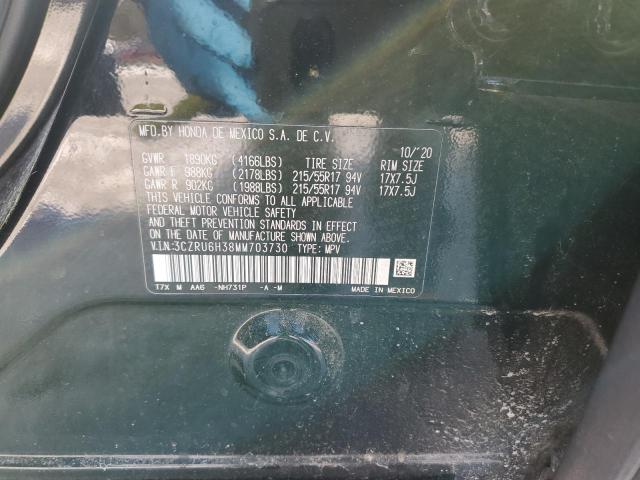 MFD.BY HONDA DE MEXICO S.A. DE C.V.
10/'20
GVWR 1890KG (4166LBS) TIRE SIZE RIM SIZE
GAWR F 988KG (2178LBS) 215/55R17 94V 17X7.5J
GAWR R 902KG (1988LBS) 215/55R17 94V 17X7.5J
THIS VEHICLE CONFORMS TO ALL APPLICABLE
FEDERAL MOTOR VEHICLE SAFETY
AND THEFT PREVENTION STANDARDS IN EFFECT
ON THE DATE OF MANUFACTURE SHOWN ABOVE.
V.I.N:3CZRU6H38MM703730 TYPE: MPV
T7X M AA6 -NH731P -A -M MADE IN MEXICO